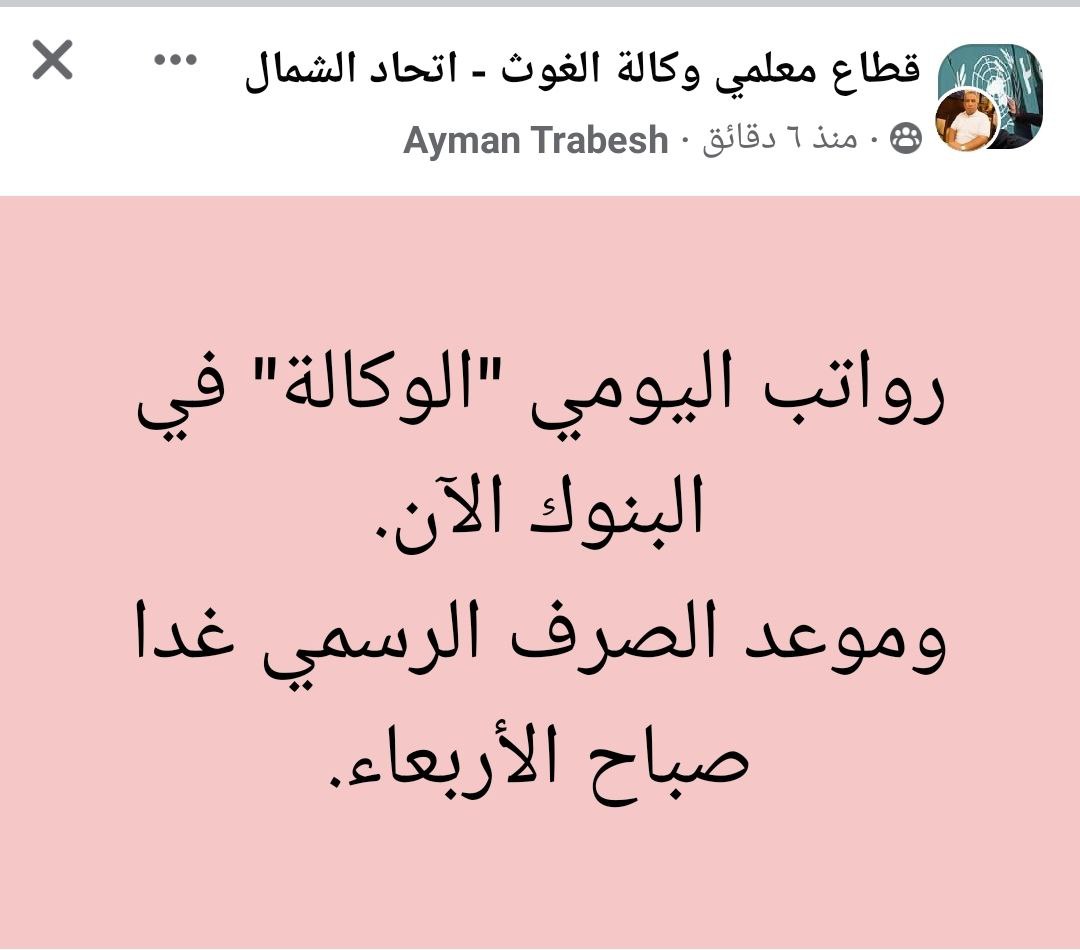 قطاع معلمي وكالة الغوث - اتحاد الشمال
منذ ٦ دقائق · Ayman Trabesh
رواتب اليومي "الوكالة" في
البنوك الآن.
وموعد الصرف الرسمي غدا
صباح الأربعاء.